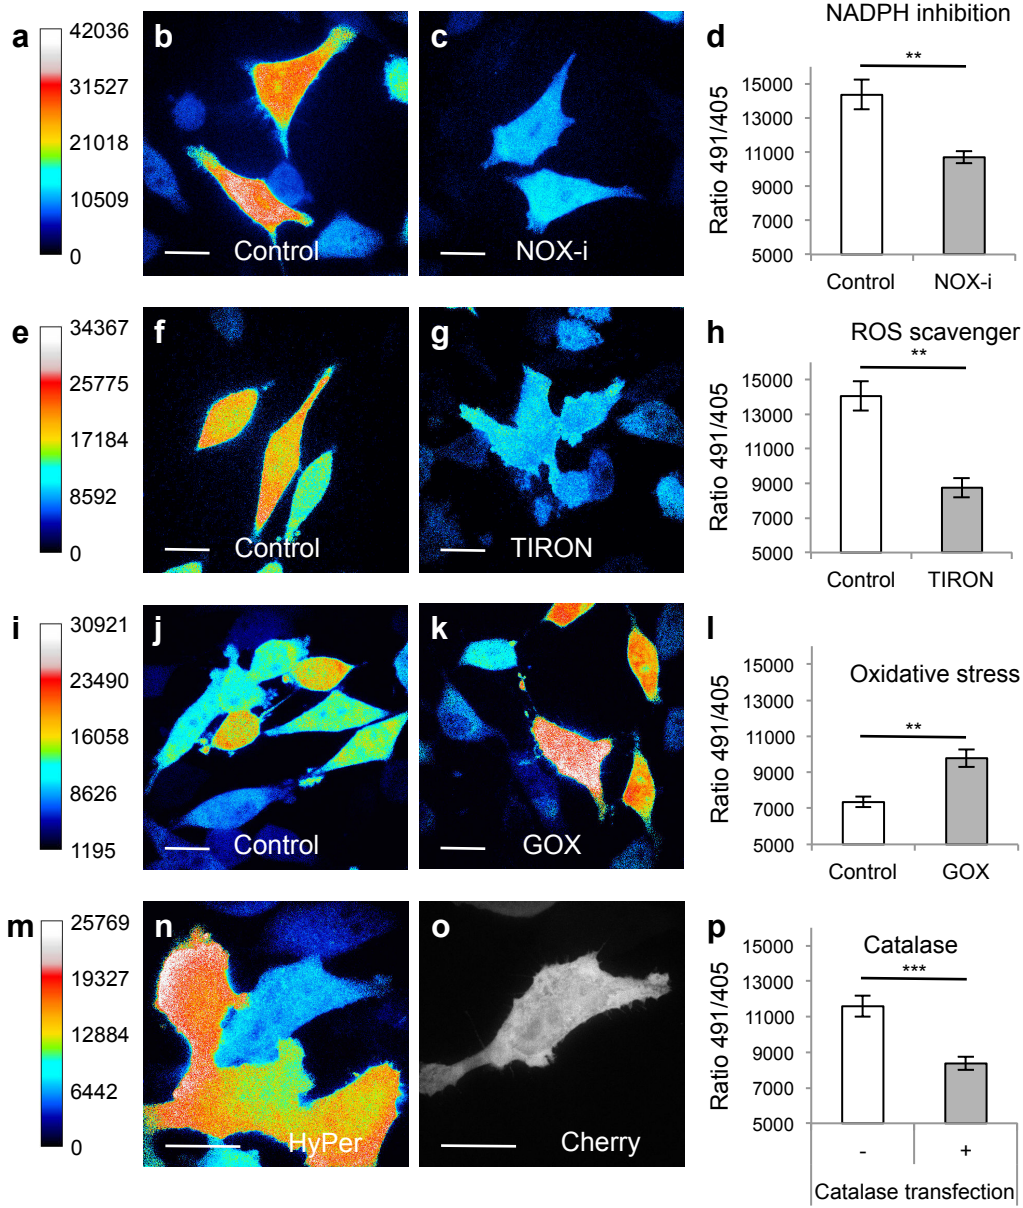 a
42036
31527
21018
10509
0
b
Control
c
NOX-i
d
NADPH inhibition
**
Ratio 491/405
15000
13000
11000
9000
7000
5000
Control NOX-i
e
34367
25775
17184
8592
0
f
Control
g
TIRON
h
ROS scavenger
**
Ratio 491/405
15000
13000
11000
9000
7000
5000
Control TIRON
i
30921
23490
16058
8626
1195
j
Control
k
GOX
l
Oxidative stress
**
Ratio 491/405
15000
13000
11000
9000
7000
5000
Control GOX
m
25769
19327
12884
6442
0
n
HyPer
o
Cherry
p
Catalase
***
Ratio 491/405
15000
13000
11000
9000
7000
5000
- +
Catalase transfection